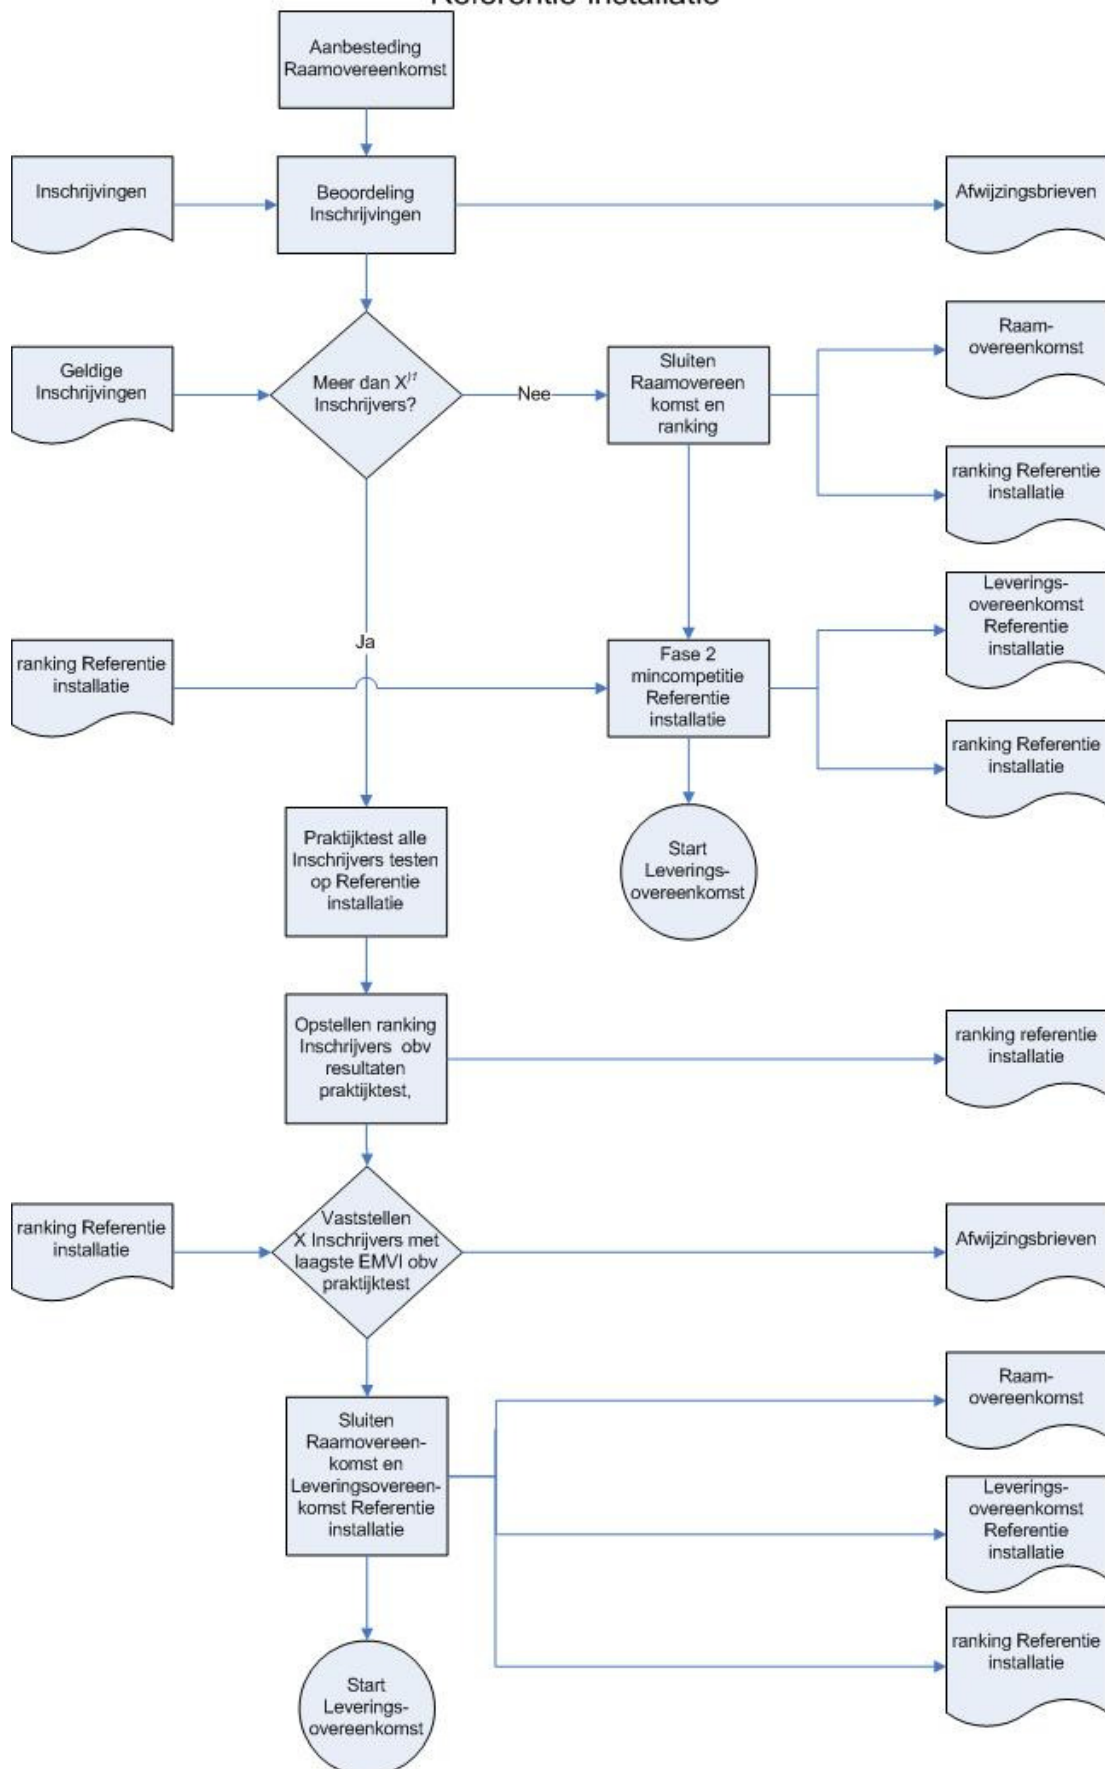 Referentie installatie
Aanbesteding
Raamovereenkomst
Inschrijvingen
Beoordeling
Inschrijvingen
Afwijzingsbrieven
Geldige
Inschrijvingen
Meer dan X)1
Inschrijvers?
Nee
Sluiten
Raamovereen
komst en
ranking
Raam-
overeenkomst
ranking Referentie
installatie
Ja
ranking Referentie
installatie
Fase 2
mincompetitie
Referentie
installatie
Leverings-
overeenkomst
Referentie
installatie
ranking Referentie
installatie
Start
Leverings-
overeenkomst
Praktijktest alle
Inschrijvers testen
op Referentie
installatie
Opstellen ranking
Inschrijvers obv
resultaten
praktijktest,
ranking referentie
installatie
ranking Referentie
installatie
Vaststellen
X Inschrijvers met
laagste EMVI obv
praktijktest
Afwijzingsbrieven
Sluiten
Raamovereen-
komst en
Leveringsovereen-
komst Referentie
installatie
Raam-
overeenkomst
Leverings-
overeenkomst
Referentie
installatie
ranking Referentie
installatie
Start
Leverings-
overeenkomst